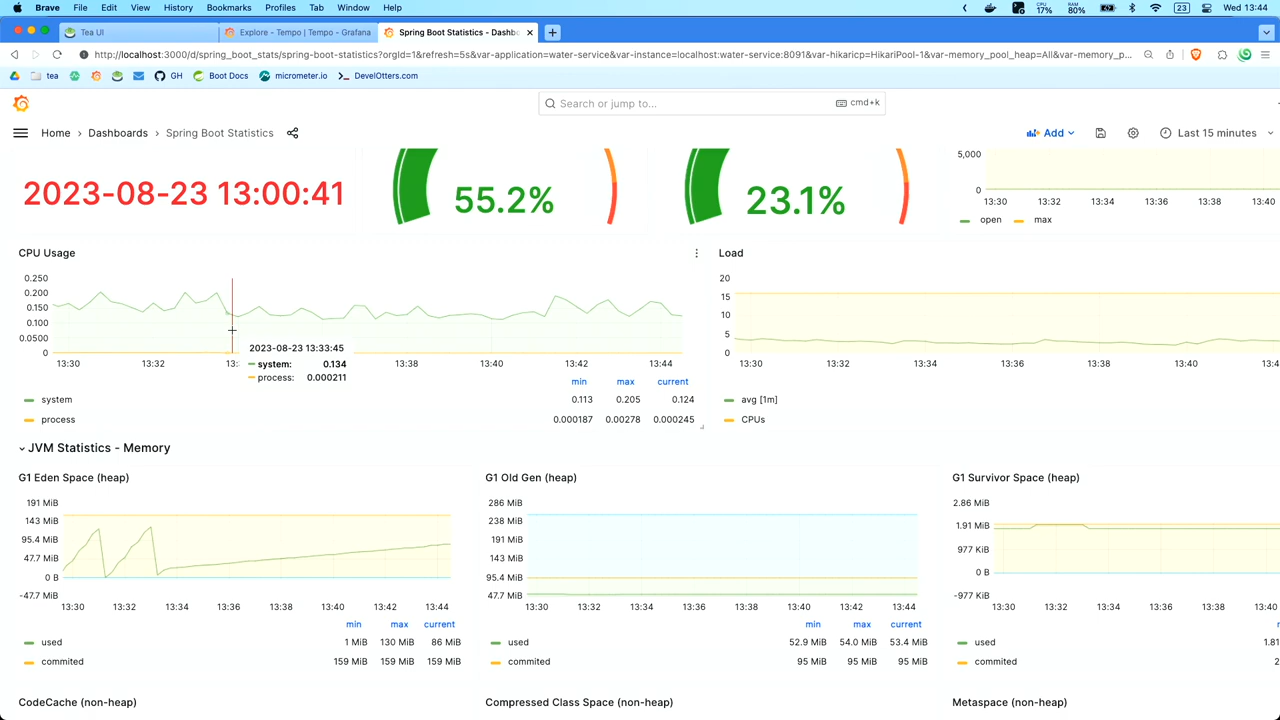 Brave File Edit View History Bookmarks Profiles Tab Window Help CPU 17% RAM 80% 23 Wed 23. 13:44
Tea UI
Explore - Tempo | Tempo - Grafana
Spring Boot Statistics - Dashb
http://localhost:3000/d/spring_boot_stats/spring-boot-statistics?orgId=1&refresh=5s&var-application=water-service&var-instance=localhost:water-service:8091&var-hikaricp=HikariPool-1&var-memory_pool_heap=All&var-memory_p...
tea GH Boot Docs micrometer.io DevelOtters.com
Search or jump to... cmd+k
Home › Dashboards › Spring Boot Statistics
Add
Last 15 minutes
2023-08-23 13:00:41
55.2%
23.1%
5,000
0
13:30 13:32 13:34 13:36 13:38 13:40
open max
CPU Usage
0.250
0.200
0.150
0.100
0.0500
0
13:30 13:32 13: 13:38 13:40 13:42 13:44
2023-08-23 13:33:45
system: 0.134
process: 0.000211
min max current
system 0.113 0.205 0.124
process 0.000187 0.00278 0.000245
Load
20
15
10
5
0
13:30 13:32 13:34 13:36 13:38 13:40 13:42 13:4
avg [1m]
CPUs
JVM Statistics - Memory
G1 Eden Space (heap)
191 MiB
143 MiB
95.4 MiB
47.7 MiB
0 B
-47.7 MiB
13:30 13:32 13:34 13:36 13:38 13:40 13:42 13:44
min max current
used 1 MiB 130 MiB 86 MiB
commited 159 MiB 159 MiB 159 MiB
G1 Old Gen (heap)
286 MiB
238 MiB
191 MiB
143 MiB
95.4 MiB
47.7 MiB
13:30 13:32 13:34 13:36 13:38 13:40 13:42 13:44
min max current
used 52.9 MiB 54.0 MiB 53.4 MiB
commited 95 MiB 95 MiB 95 MiB
G1 Survivor Space (heap)
2.86 MiB
1.91 MiB
977 KiB
0 B
-977 KiB
13:30 13:32 13:34 13:36 13:38 13:40
used 1.81
commited 2
CodeCache (non-heap)
Compressed Class Space (non-heap)
Metaspace (non-heap)